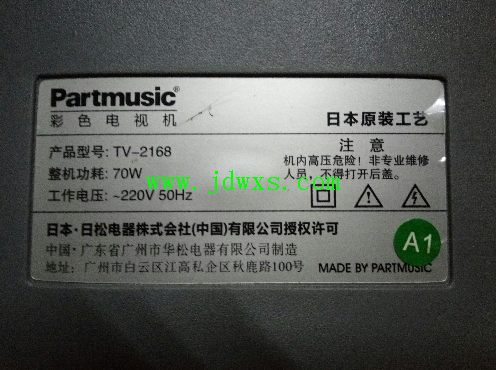 Partmusic®
彩色电视机
日本原装工艺
产品型号: TV-2168
整机功耗: 70W
工作电压: ~220V 50Hz
注 意
机内高压危险! 非专业维修
人员, 不得打开后盖。
www.jdwxs.com
日本·日松电器株式会社(中国)有限公司授权许可
中国·广东省广州市华松电器有限公司制造
地址: 广州市白云区江高私企区秋鹿路100号
MADE BY PARTMUSIC
A1